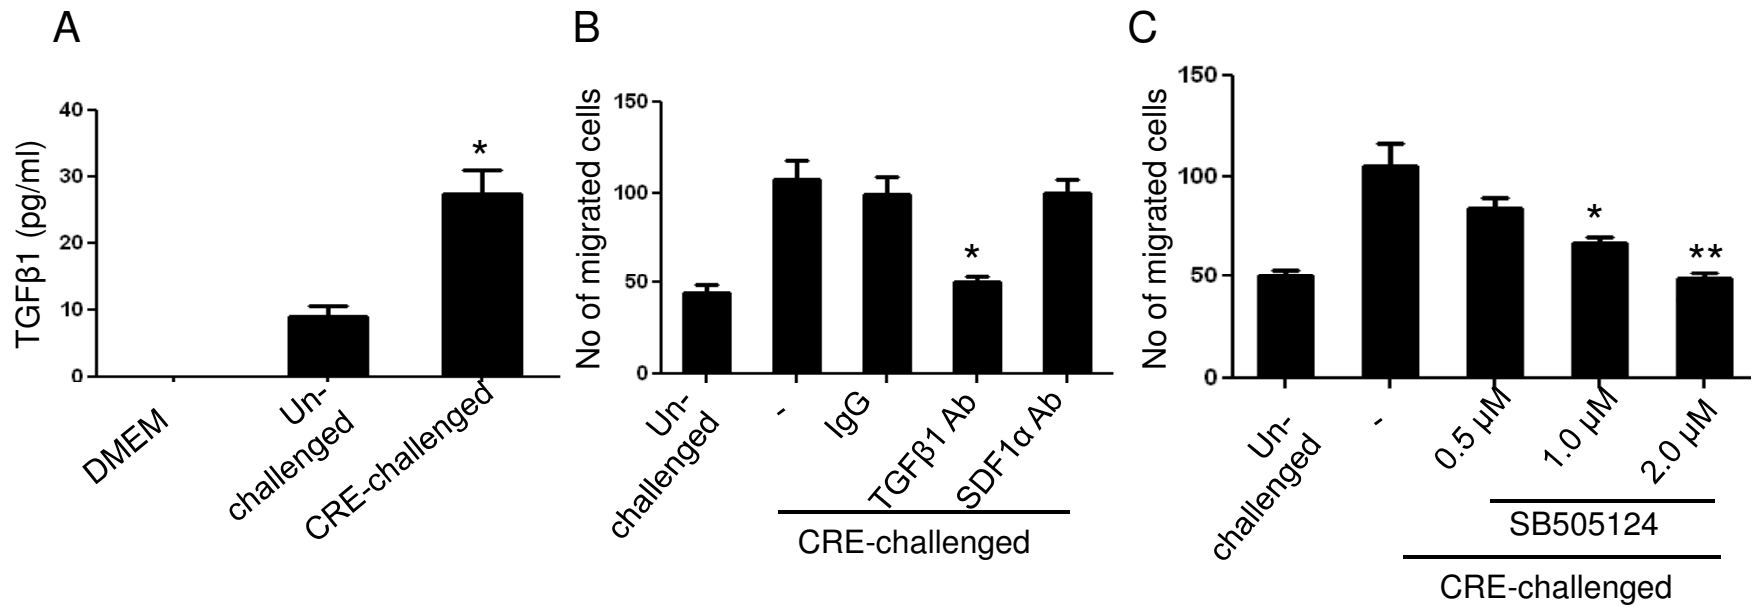 A
TGFβ1 (pg/ml)
40
30
20
10
0
*
DMEM
Un-
challenged
CRE-challenged
B
No of migrated cells
150
100
50
0
*
Un-
challenged
-
IgG
TGFβ1 Ab
SDF1α Ab
CRE-challenged
C
No of migrated cells
150
100
50
0
*
**
Un-
challenged
-
0.5 µM
1.0 µM
2.0 µM
SB505124
CRE-challenged